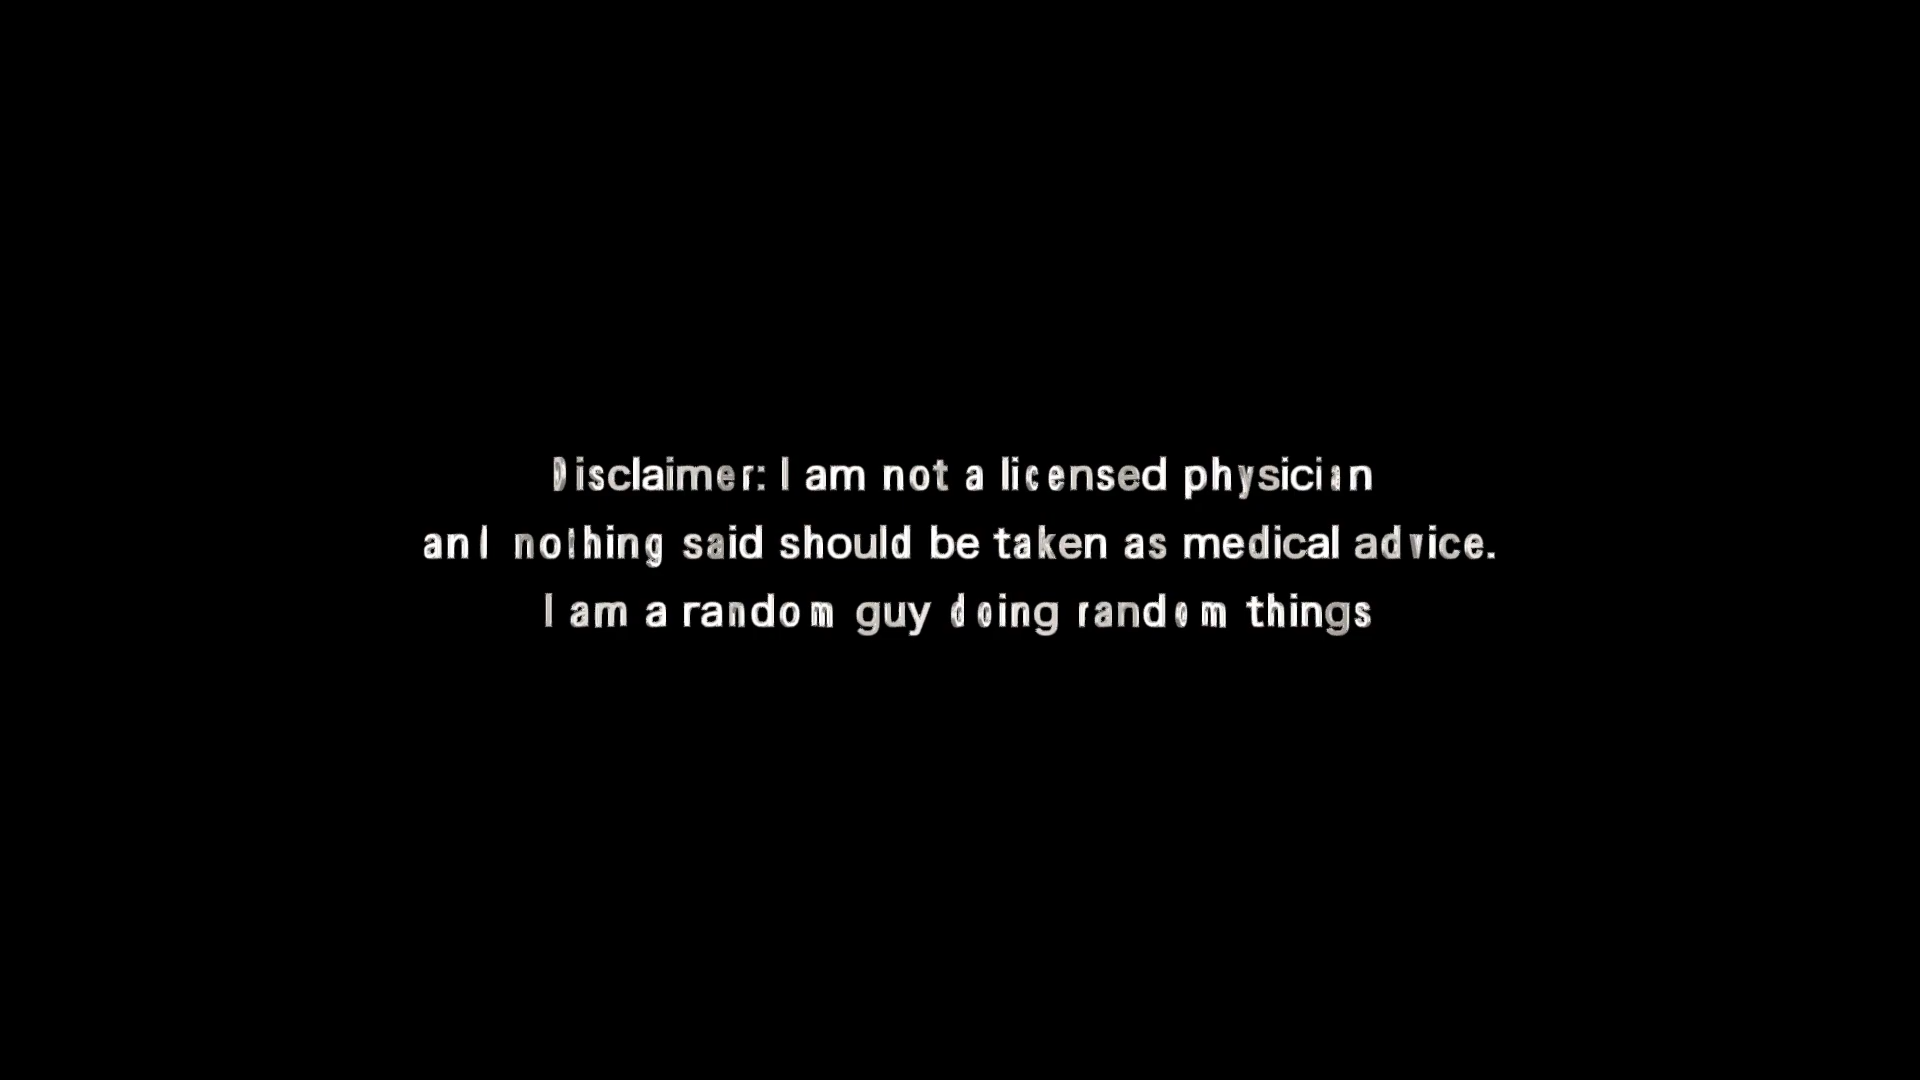 Disclaimer: I am not a licensed physician
and nothing said should be taken as medical advice.
I am a random guy doing random things